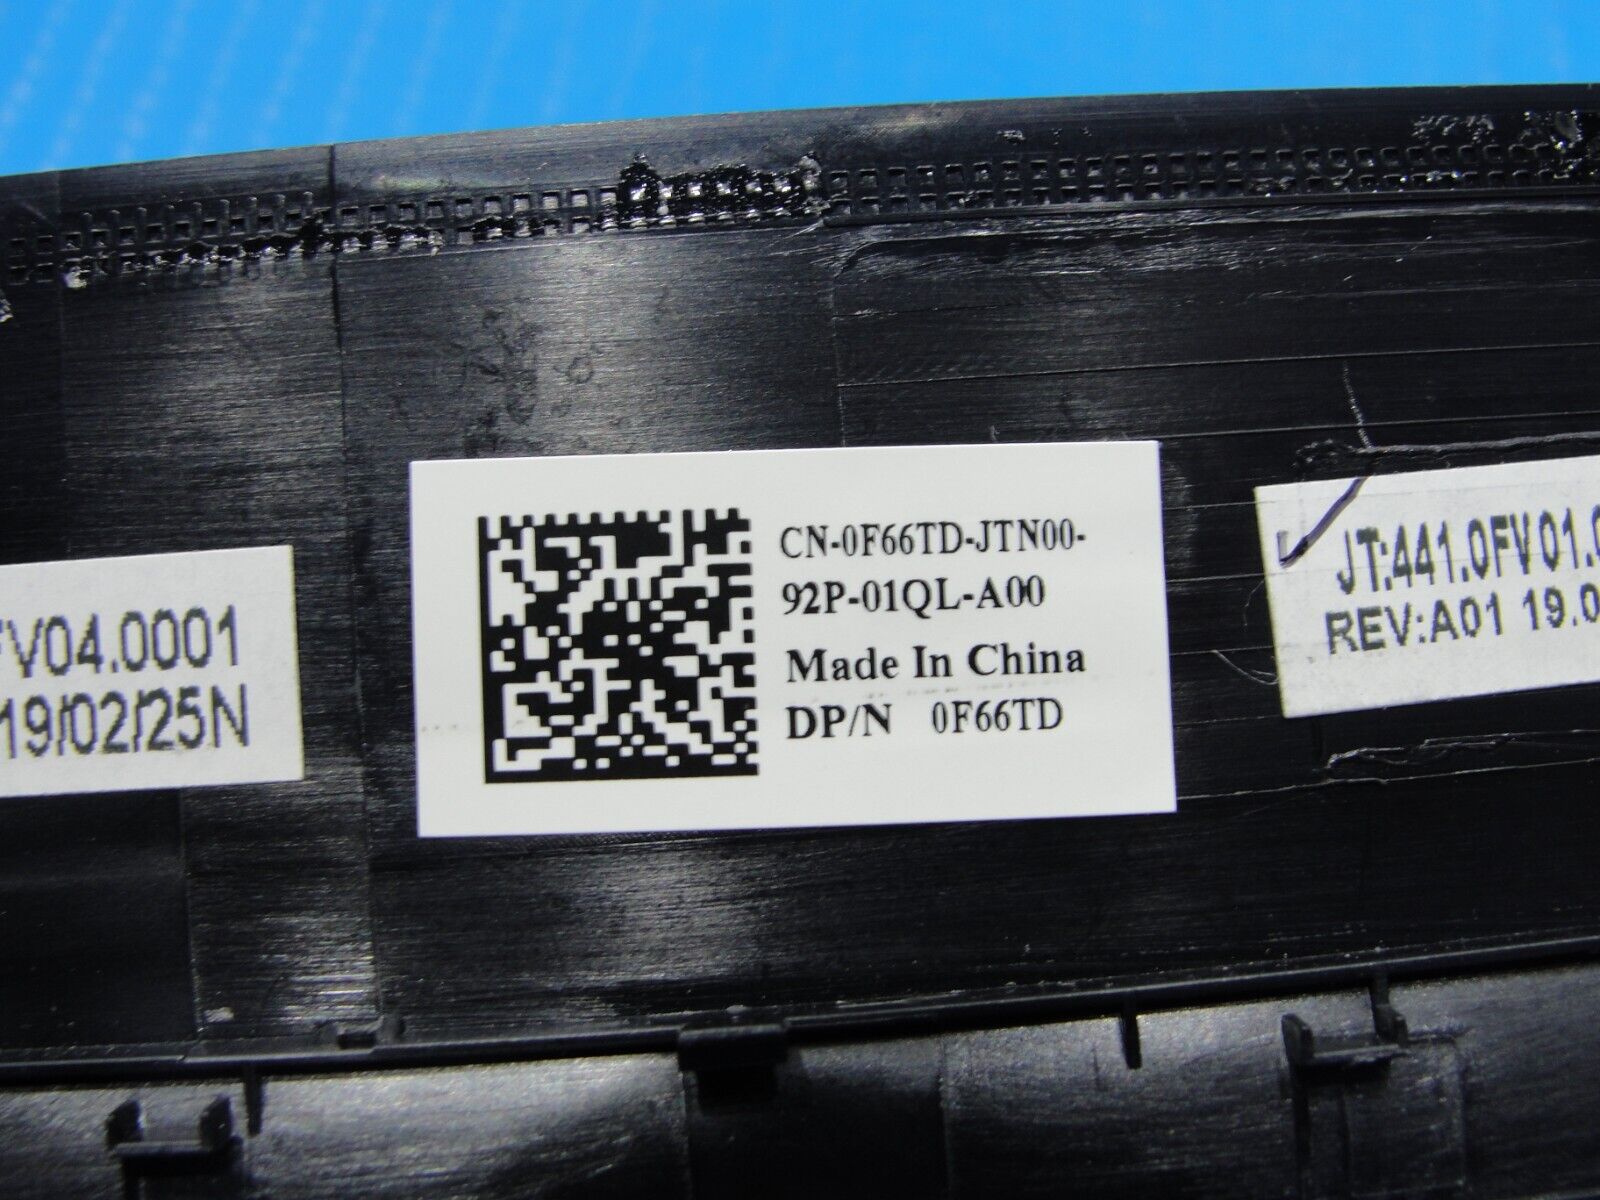 FV04.0001
19/02/25N
CN-0F66TD-JTN00-
92P-01QL-A00
Made In China
DP/N 0F66TD
JT:441.0FV01.0
REV:A01 19.0